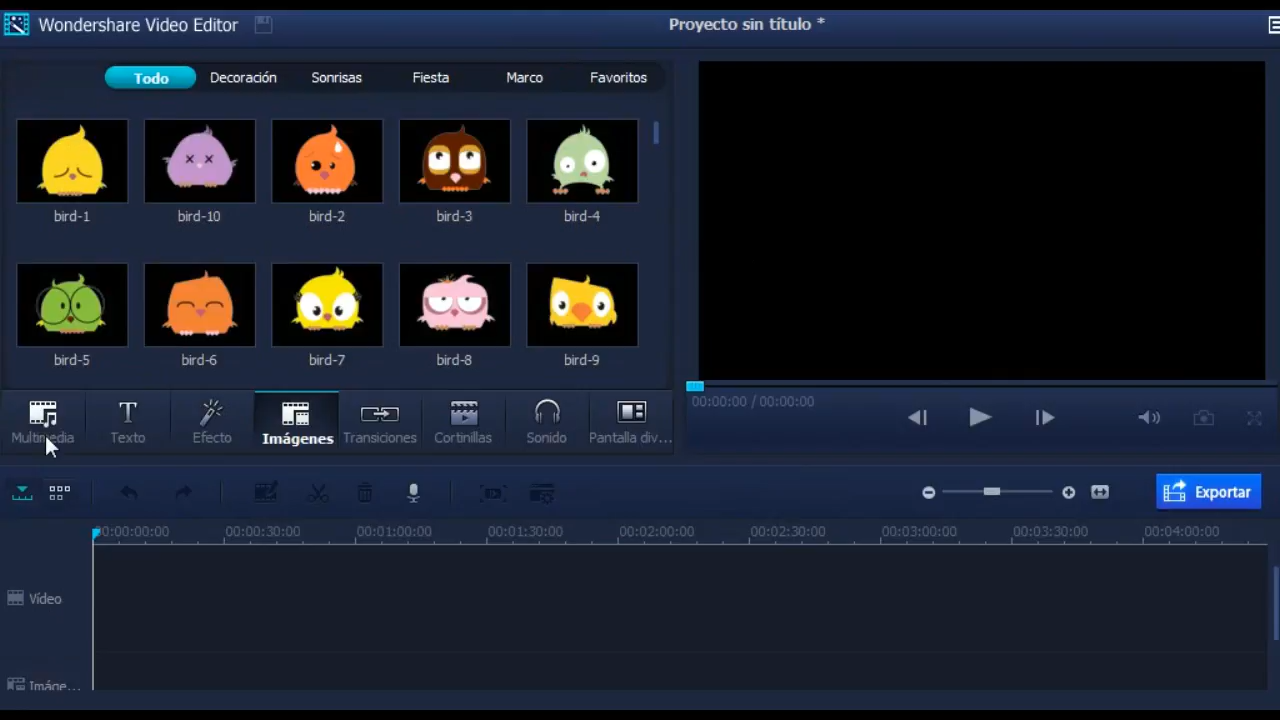 Wondershare Video Editor
Proyecto sin título *
Todo Decoración Sonrisas Fiesta Marco Favoritos
bird-1 bird-10 bird-2 bird-3 bird-4
bird-5 bird-6 bird-7 bird-8 bird-9
00:00:00 / 00:00:00
Multimedia Texto Efecto Imágenes Transiciones Cortinillas Sonido Pantalla div...
Exportar
00:00:00:00 00:00:30:00 00:01:00:00 00:01:30:00 00:02:00:00 00:02:30:00 00:03:00:00 00:03:30:00 00:04:00:00
Vídeo
Imáge...